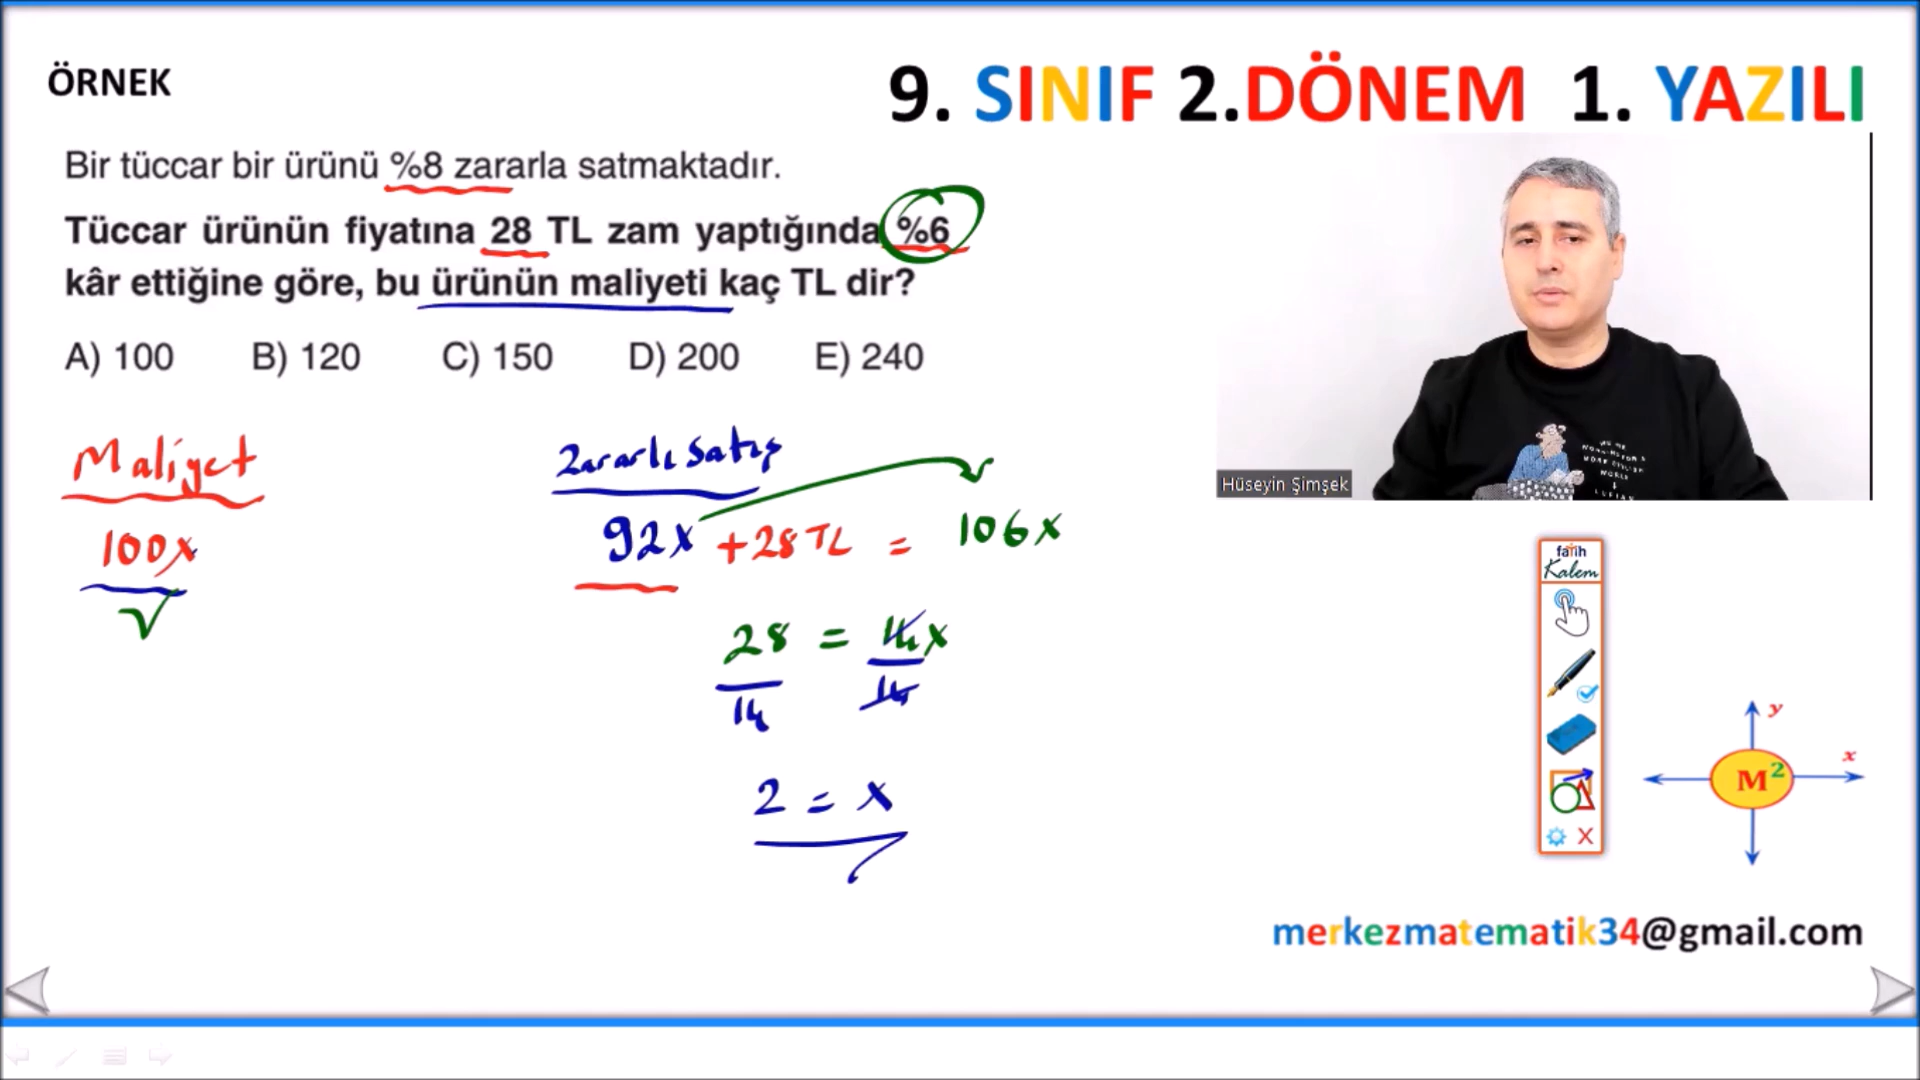 ÖRNEK
9. SINIF 2.DÖNEM 1. YAZILI
Bir tüccar bir ürünü %8 zararla satmaktadır.
Tüccar ürünün fiyatına 28 TL zam yaptığında %6
kâr ettiğine göre, bu ürünün maliyeti kaç TL dir?
A) 100 B) 120 C) 150 D) 200 E) 240
Maliyet
100x
Zararlı Satış
92x +28 TL = 106x
28 = 14x
14 14
2 = x
Hüseyin Şimşek
fatih
Kalem
y
x
M²
merkezmatematik34@gmail.com